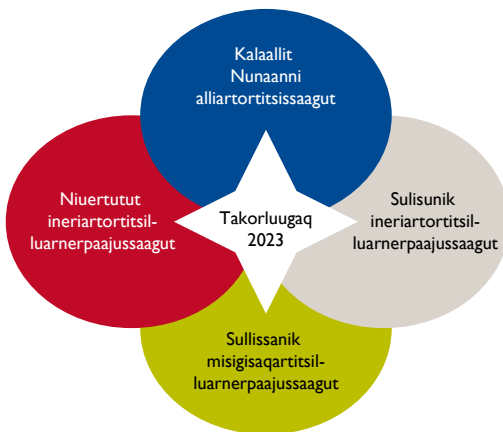 Kalaallit
Nunaanni
alliartortitsissaagut
Niuertutut
ineriartortitsil-
luarnerpaajussaagut
Takorluugaq
2023
Sulisunik
ineriartortitsil-
luarnerpaajussaagut
Sullissanik
misigisaqartitsil-
luarnerpaajussaagut